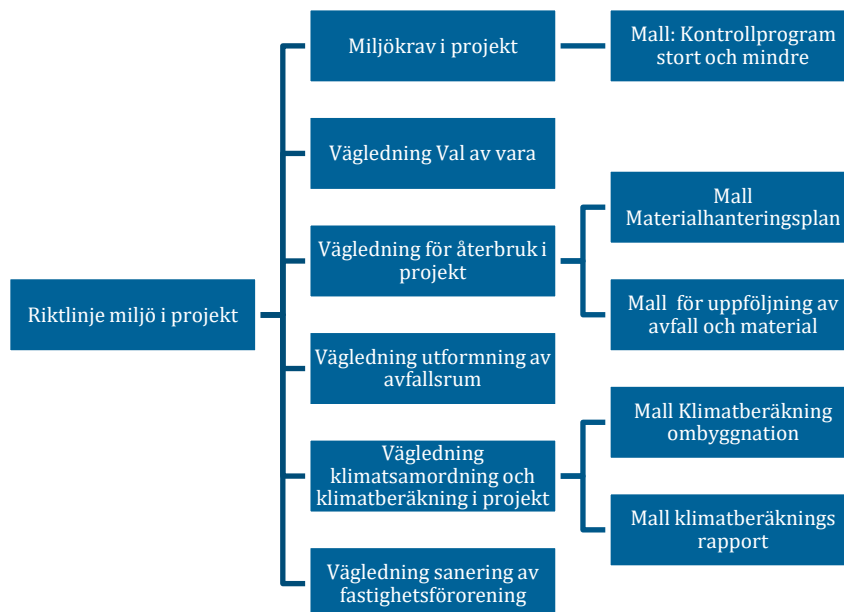 Miljökrav i projekt
Mall: Kontrollprogram
stort och mindre
Vägledning Val av vara
Mall
Materialhanteringsplan
Vägledning för återbruk i
projekt
Riktlinje miljö i projekt
Mall  för uppföljning av
avfall och material
Vägledning utformning av
avfallsrum
Mall Klimatberäkning
ombyggnation
Vägledning
klimatsamordning och
klimatberäkning i projekt
Mall klimatberäknings
rapport
Vägledning sanering av
fastighetsförorening